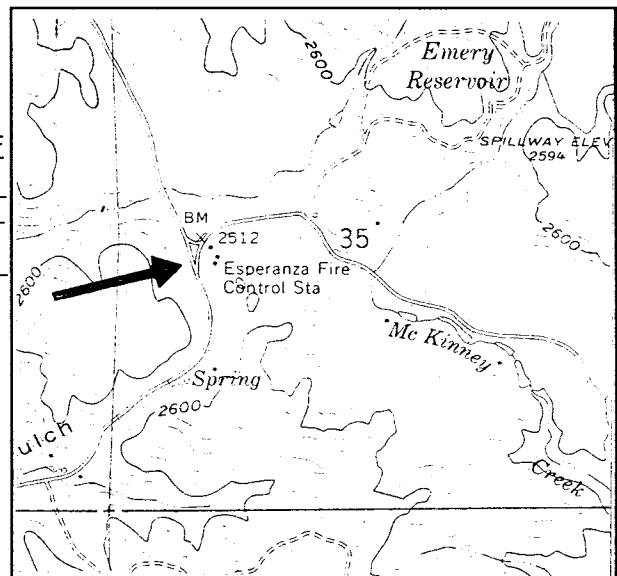 2600
Emery
Reservoir
SPILLWAY ELEV
2594
BM
2512
35
2600
Esperanza Fire
Control Sta
2600
Mc Kinney
Spring
2600
ulch
Creek